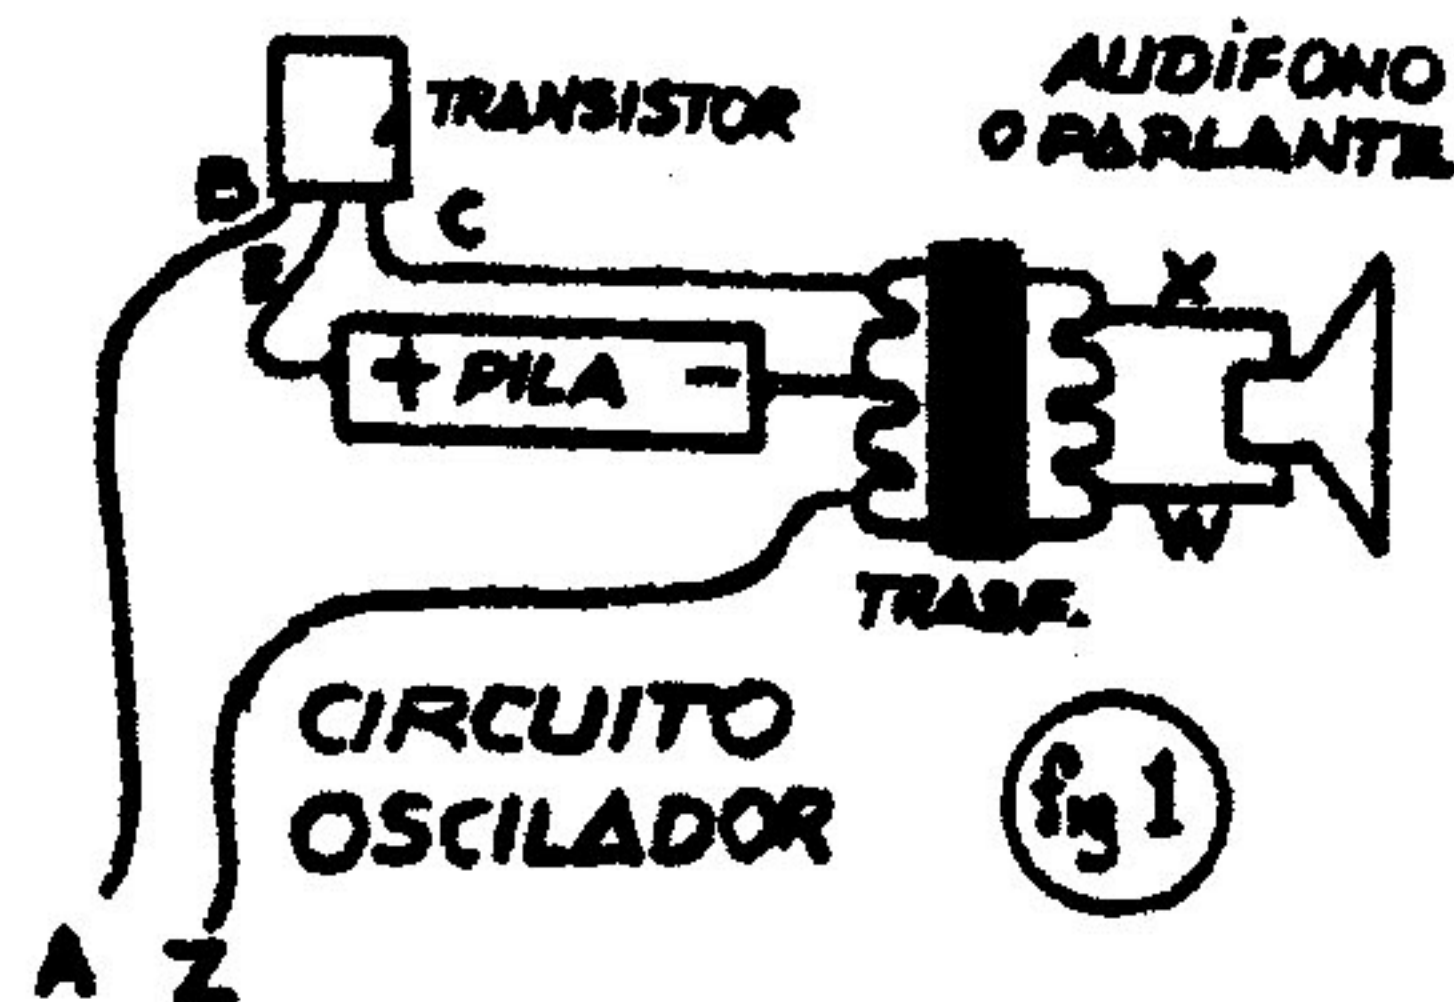 TRANSISTOR
AUDÍFONO
O PARLANTE
B
E
C
+ PILA -
X
W
TRASF.
CIRCUITO
OSCILADOR
fig 1
A Z